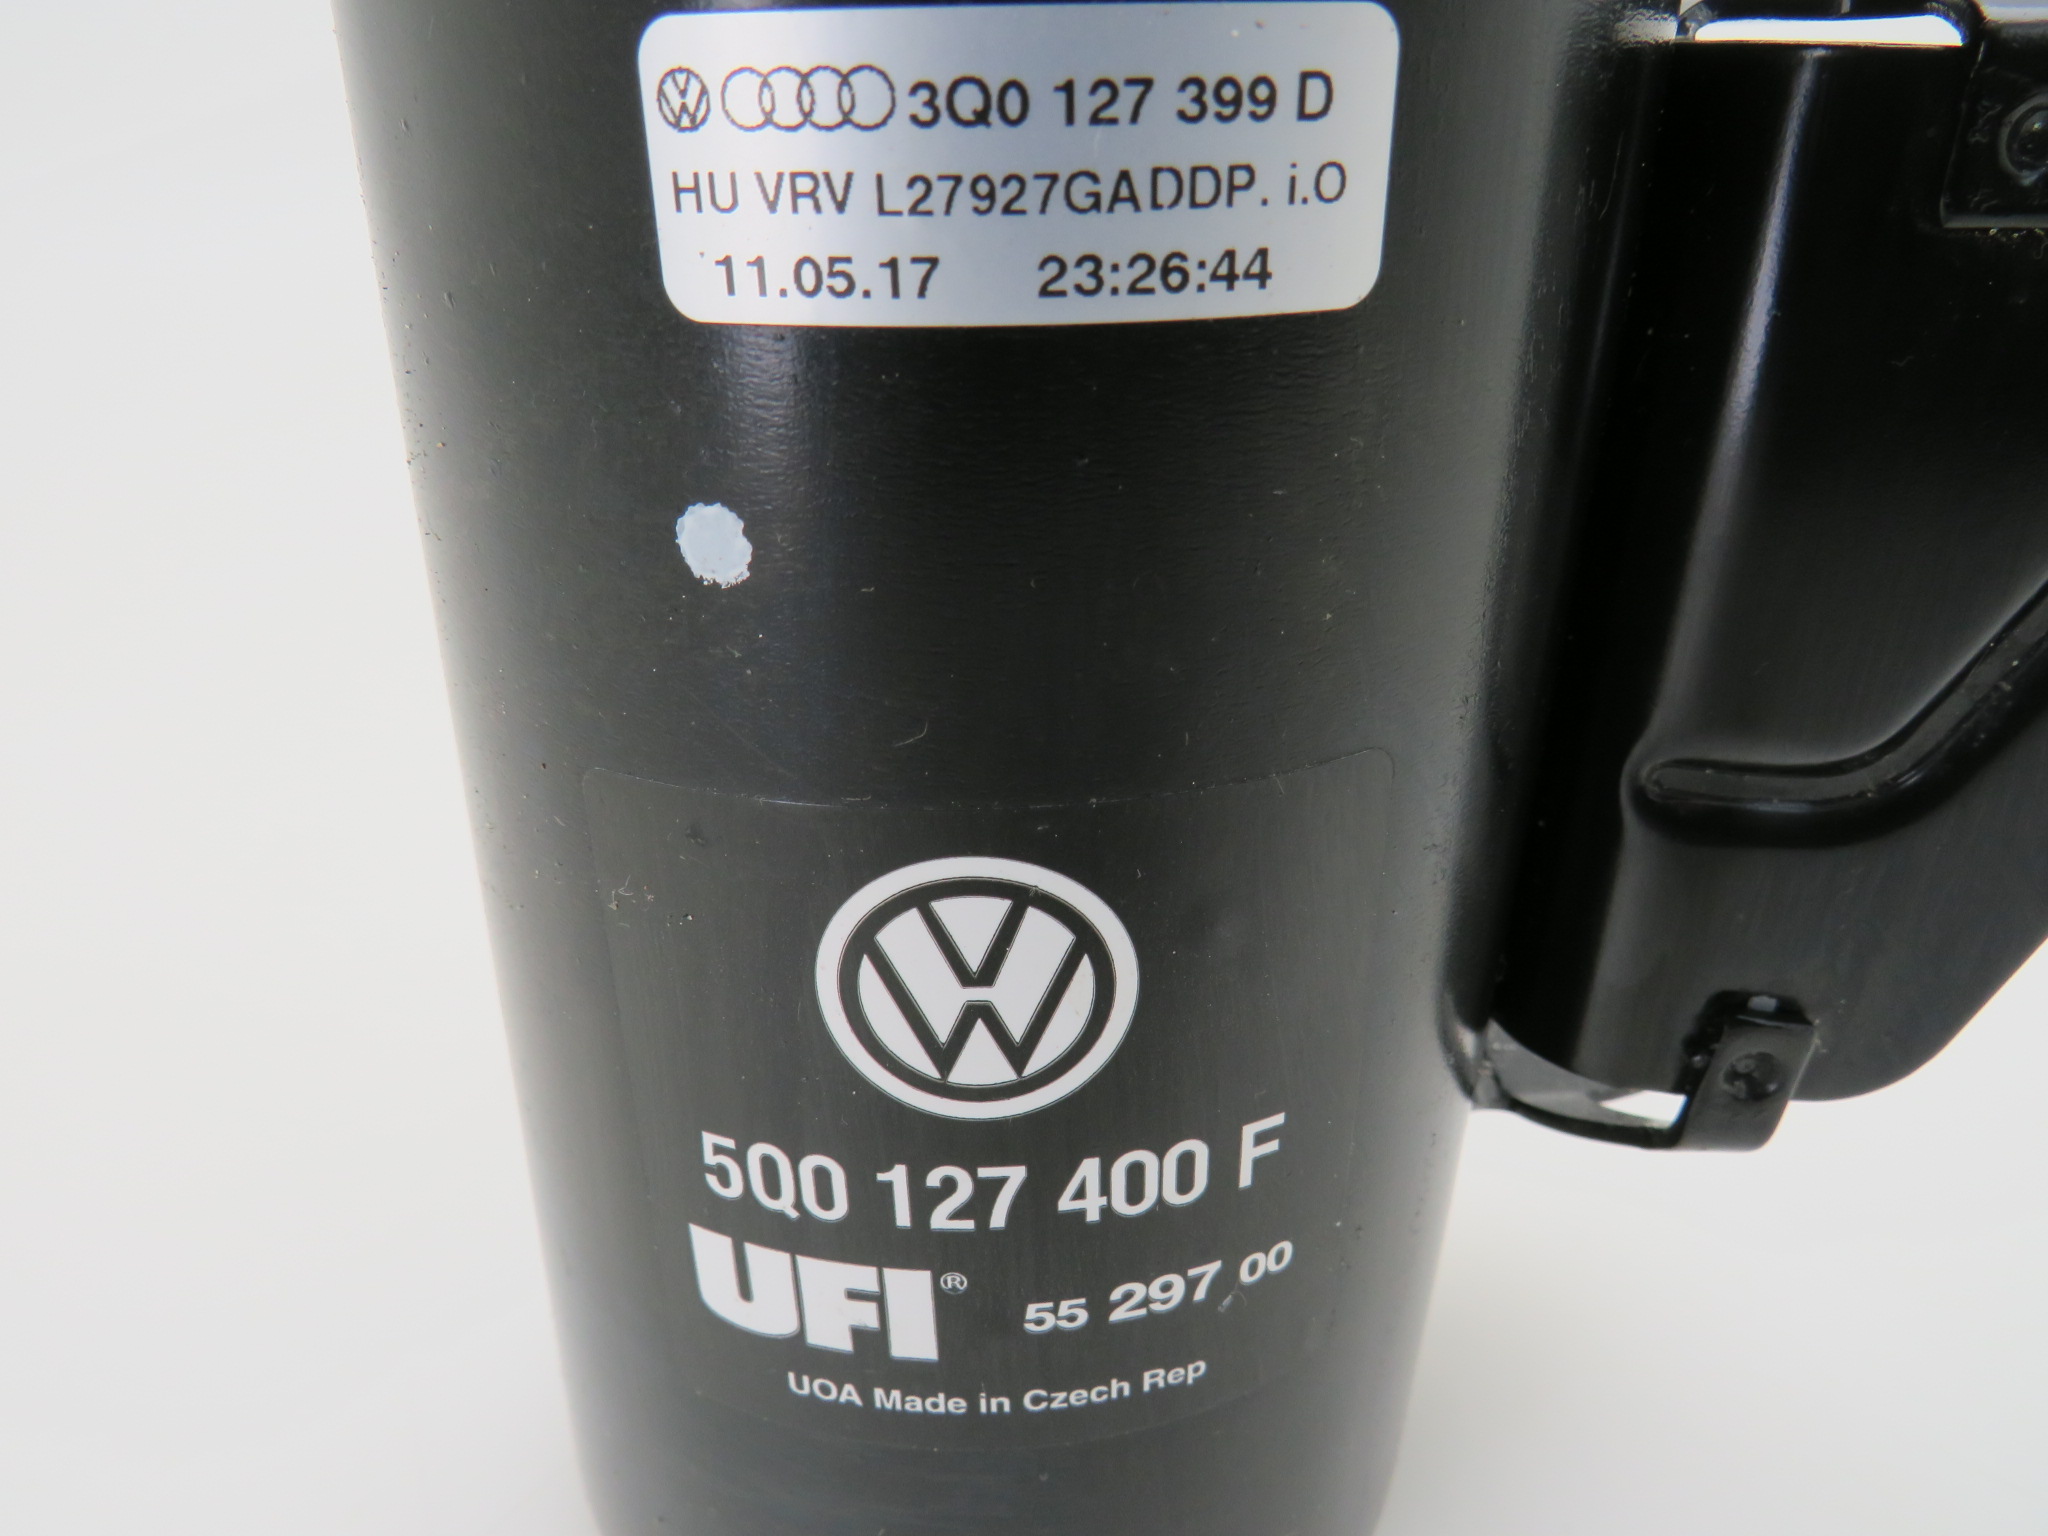 3Q0 127 399 D
HU VRV L27927GADDP. i.O
11.05.17 23:26:44
5Q0 127 400 F
UFI® 55 297 00
UOA Made in Czech Rep